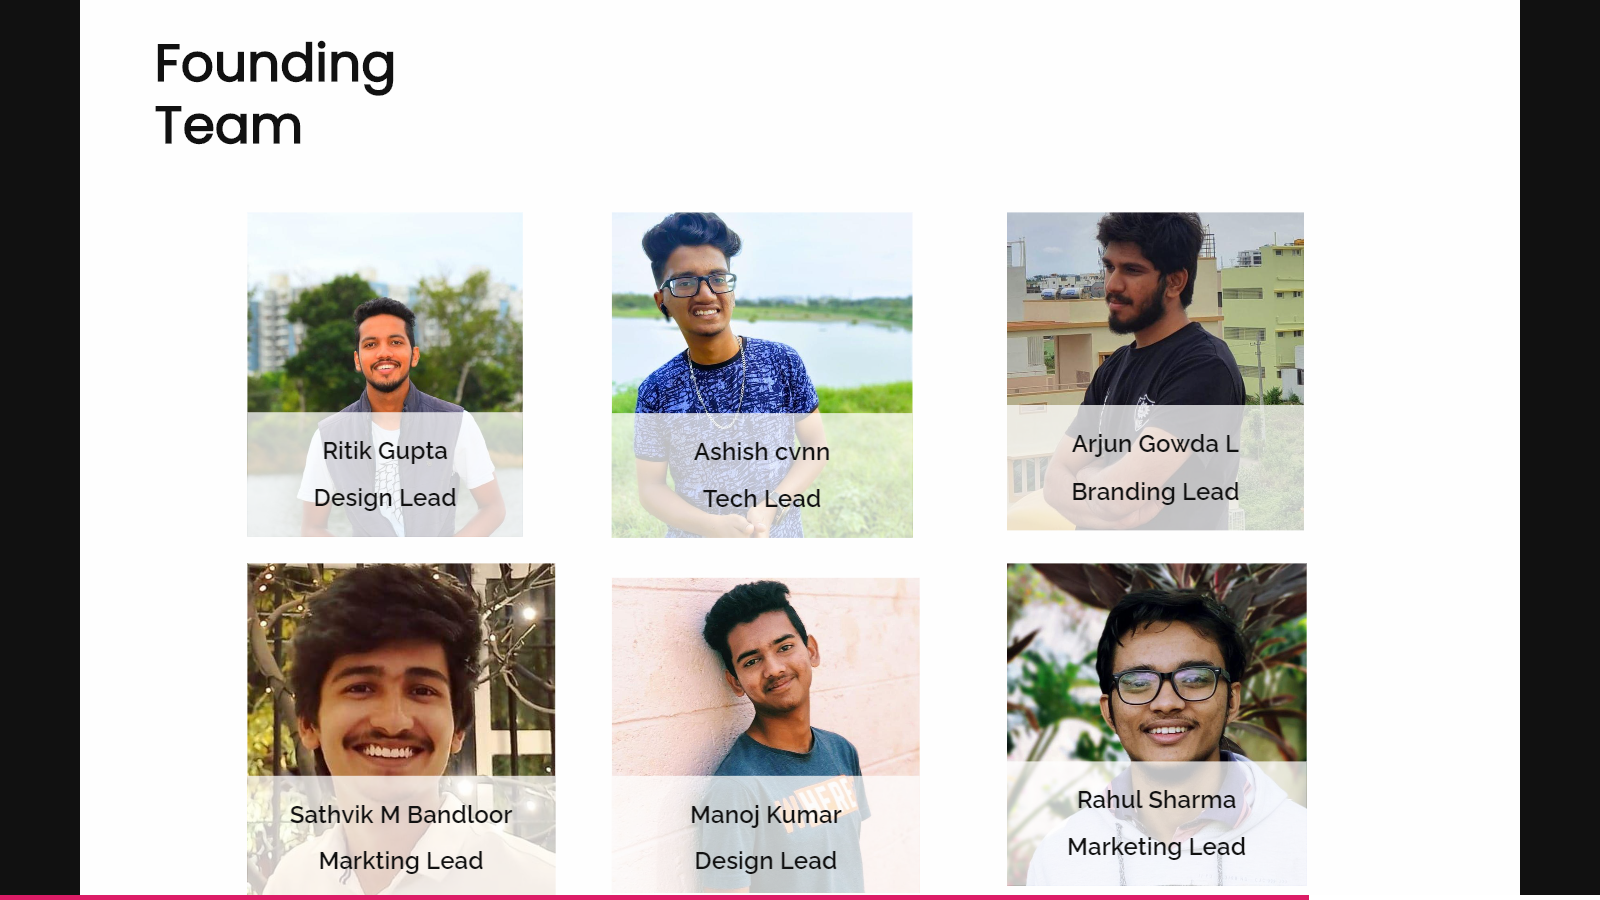 Founding
Team
Ritik Gupta
Design Lead
Ashish cvnn
Tech Lead
Arjun Gowda L
Branding Lead
Sathvik M Bandloor
Markting Lead
Manoj Kumar
Design Lead
Rahul Sharma
Marketing Lead